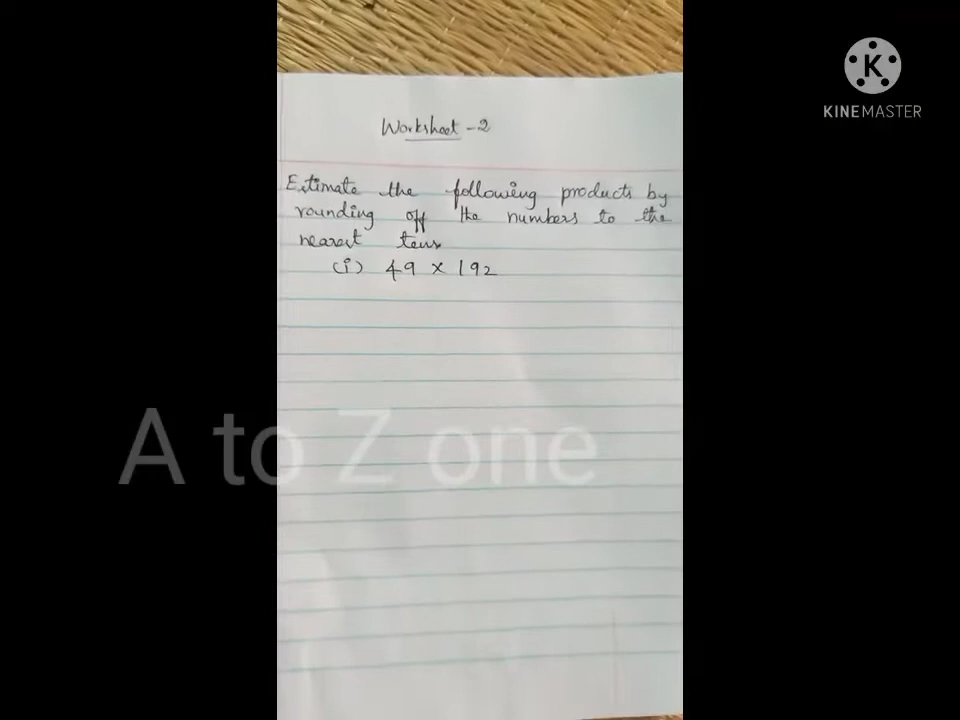 K
KINEMASTER
Worksheet - 2
Estimate the following products by
rounding off the numbers to the
nearest tens
(i) 49 × 192
A to Z one